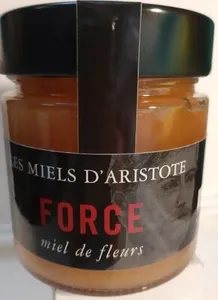 LES MIELS D'ARISTOTE
FORCE
miel de fleurs